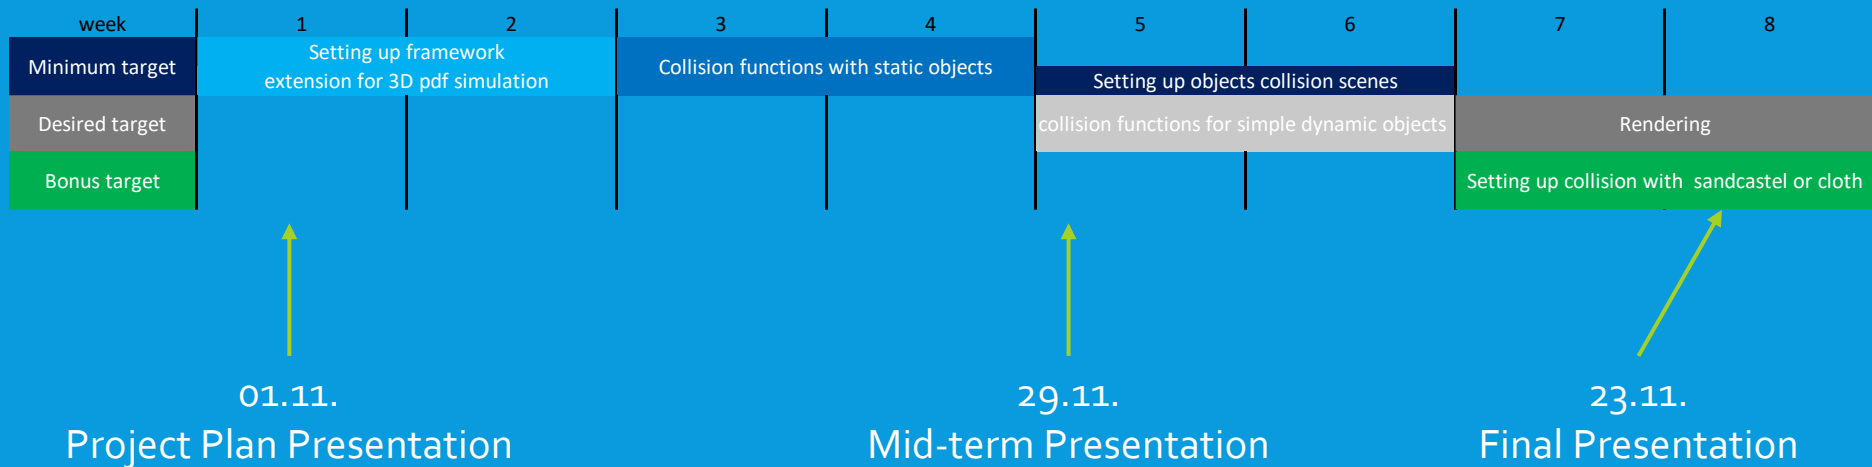 week 1 2 3 4 5 6 7 8
Minimum target
Setting up framework
extension for 3D pdf simulation
Collision functions with static objects
Setting up objects collision scenes
Desired target
collision functions for simple dynamic objects
Rendering
Bonus target
Setting up collision with sandcastel or cloth
01.11.
Project Plan Presentation
29.11.
Mid-term Presentation
23.11.
Final Presentation